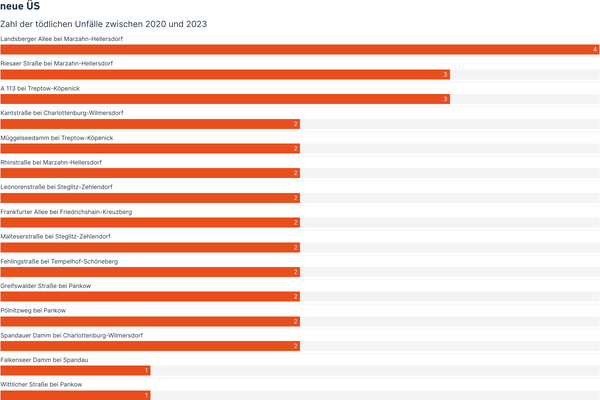 neue ÜS
Zahl der tödlichen Unfälle zwischen 2020 und 2023
Landsberger Allee bei Marzahn-Hellersdorf
4
Riesaer Straße bei Marzahn-Hellersdorf
3
A 113 bei Treptow-Köpenick
3
Kantstraße bei Charlottenburg-Wilmersdorf
2
Müggelseedamm bei Treptow-Köpenick
2
Rhinstraße bei Marzahn-Hellersdorf
2
Leonorenstraße bei Steglitz-Zehlendorf
2
Frankfurter Allee bei Friedrichshain-Kreuzberg
2
Malteserstraße bei Steglitz-Zehlendorf
2
Fehlingstraße bei Tempelhof-Schöneberg
2
Greifswalder Straße bei Pankow
2
Pölnitzweg bei Pankow
2
Spandauer Damm bei Charlottenburg-Wilmersdorf
2
Falkenseer Damm bei Spandau
1
Wittlicher Straße bei Pankow
1